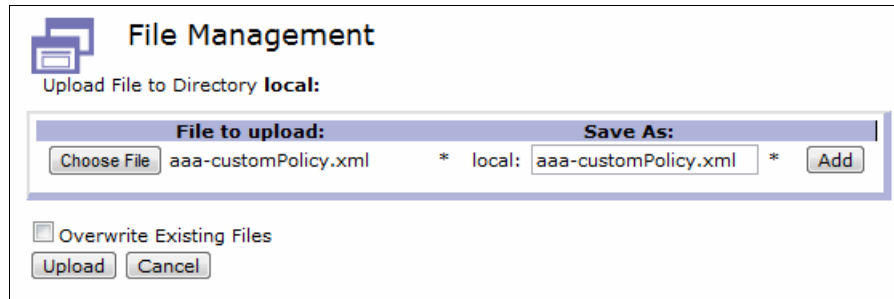 File Management
Upload File to Directory local:
File to upload: Save As:
Choose File aaa-customPolicy.xml * local: aaa-customPolicy.xml * Add
Overwrite Existing Files
Upload Cancel